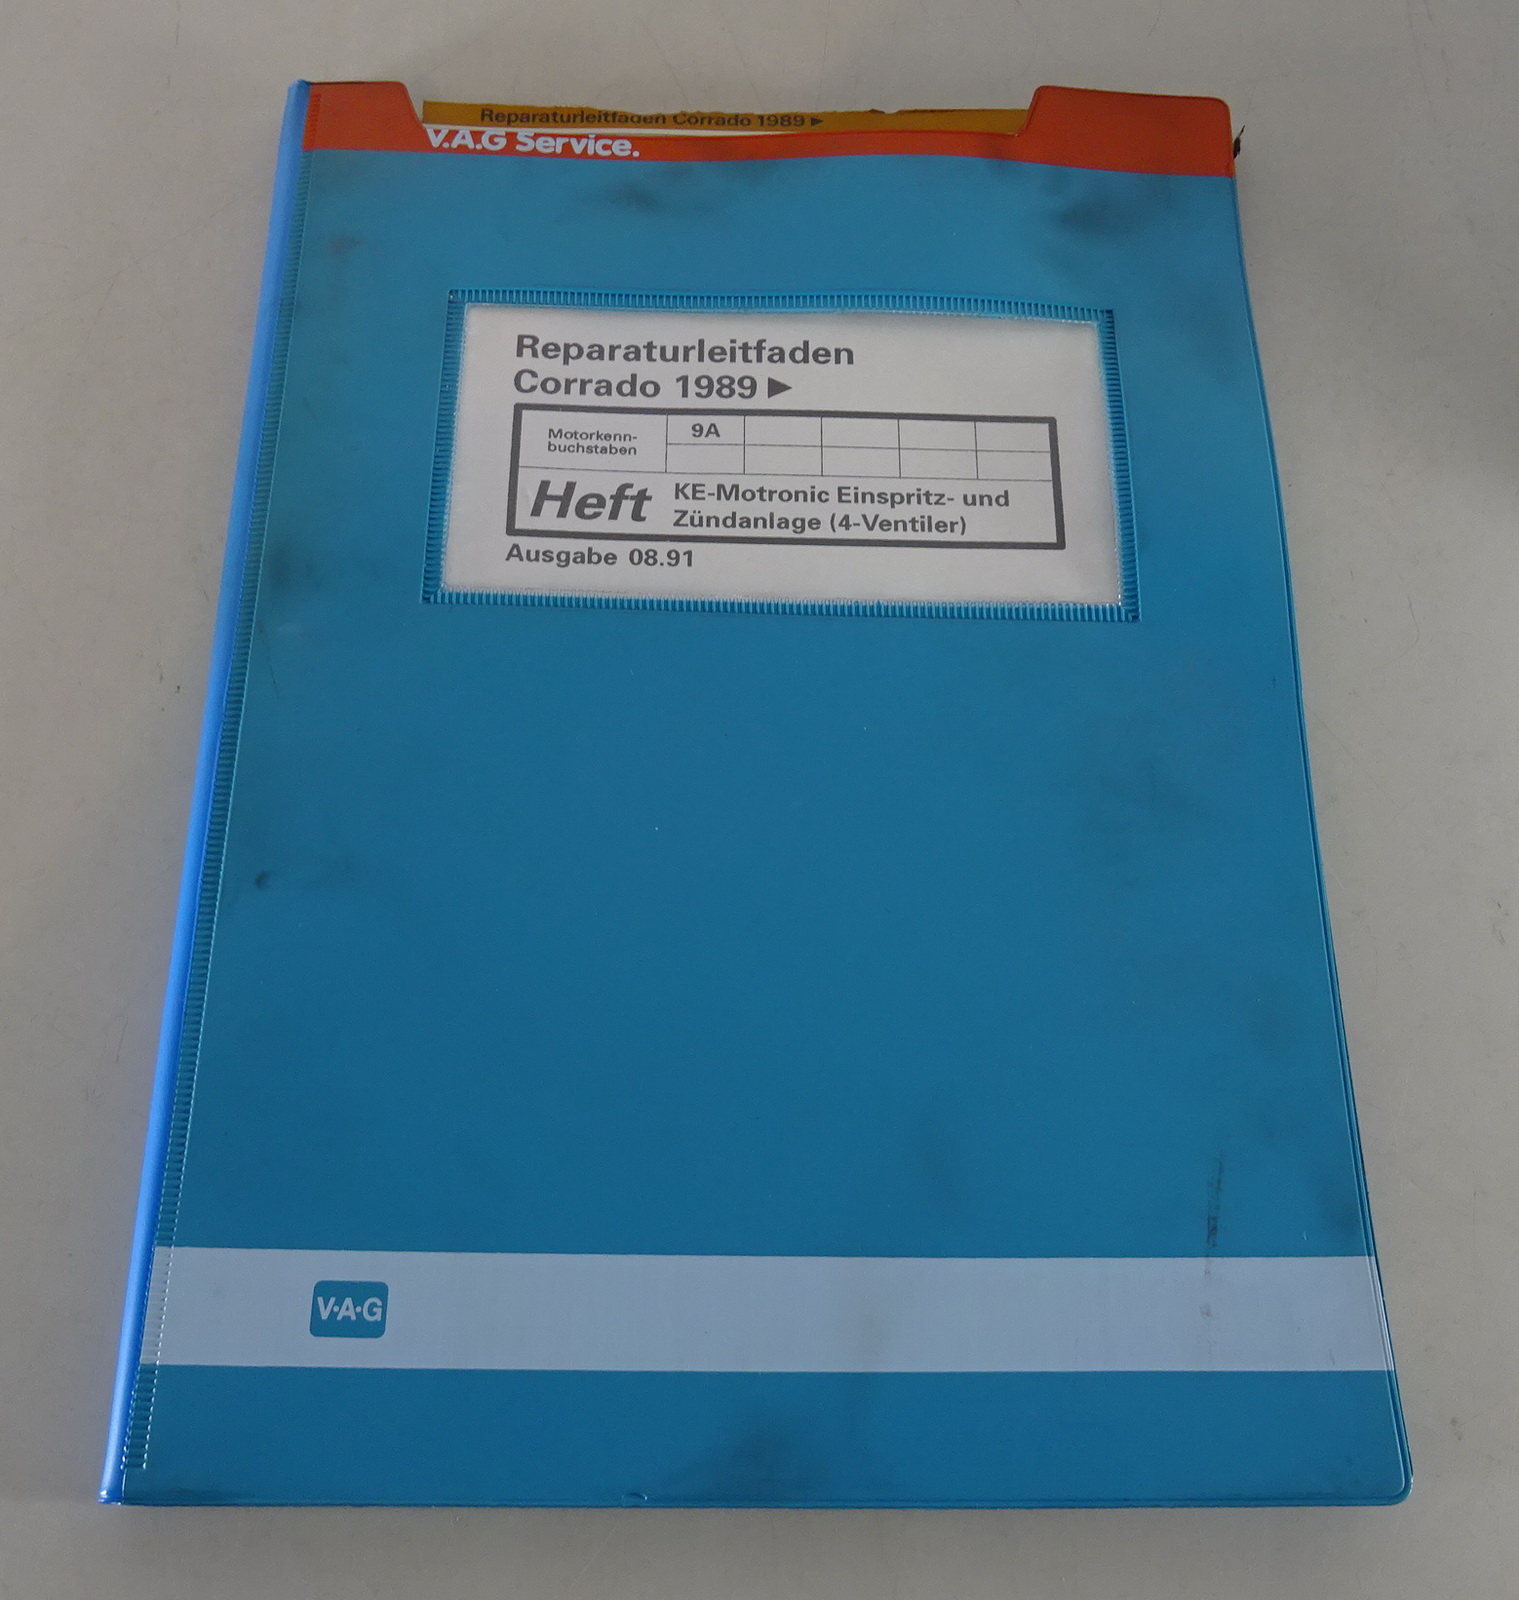 Reparaturleitfaden Corrado 1989 ►
V.A.G Service.
Reparaturleitfaden
Corrado 1989 ►
Motorkenn-
buchstaben
9A
Heft
KE-Motronic Einspritz- und
Zündanlage (4-Ventiler)
Ausgabe 08.91
V·A·G